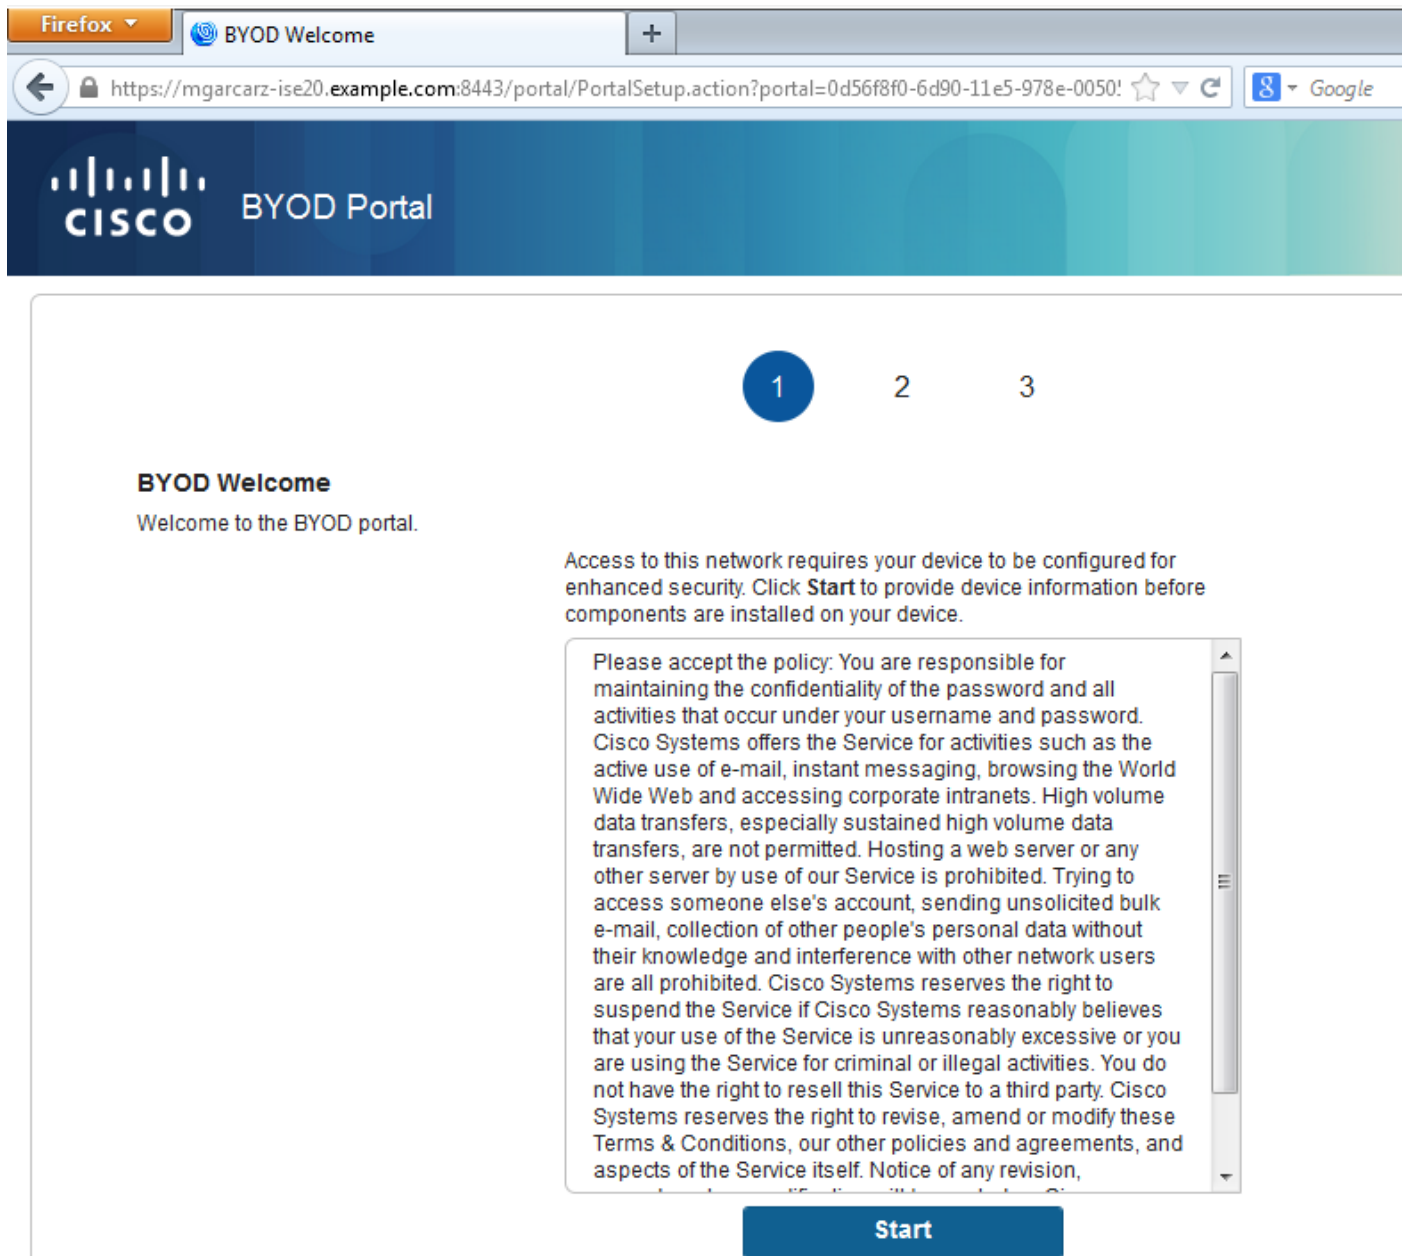 Firefox
BYOD Welcome
+
https://mgarcarz-ise20.example.com:8443/portal/PortalSetup.action?portal=0d56f8f0-6d90-11e5-978e-0050!
8 Google
CISCO
BYOD Portal
1 2 3
BYOD Welcome
Welcome to the BYOD portal.
Access to this network requires your device to be configured for
enhanced security. Click Start to provide device information before
components are installed on your device.
Please accept the policy: You are responsible for
maintaining the confidentiality of the password and all
activities that occur under your username and password.
Cisco Systems offers the Service for activities such as the
active use of e-mail, instant messaging, browsing the World
Wide Web and accessing corporate intranets. High volume
data transfers, especially sustained high volume data
transfers, are not permitted. Hosting a web server or any
other server by use of our Service is prohibited. Trying to
access someone else's account, sending unsolicited bulk
e-mail, collection of other people's personal data without
their knowledge and interference with other network users
are all prohibited. Cisco Systems reserves the right to
suspend the Service if Cisco Systems reasonably believes
that your use of the Service is unreasonably excessive or you
are using the Service for criminal or illegal activities. You do
not have the right to resell this Service to a third party. Cisco
Systems reserves the right to revise, amend or modify these
Terms & Conditions, our other policies and agreements, and
aspects of the Service itself. Notice of any revision,
Start